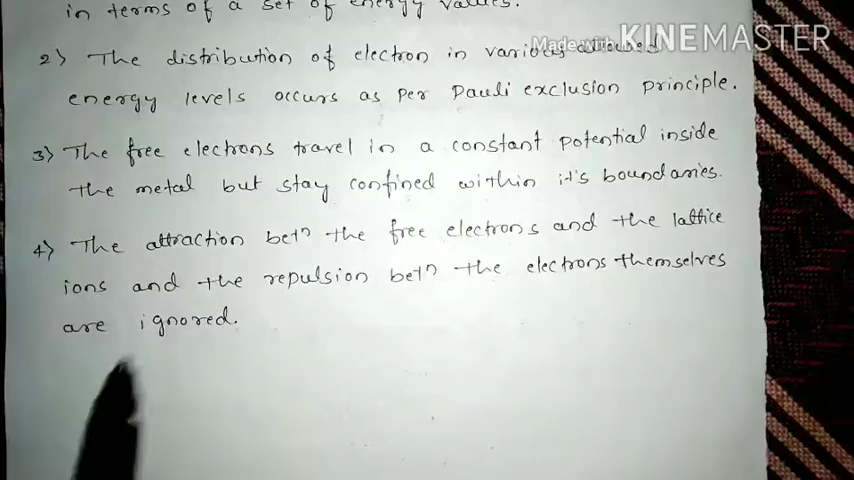 in terms of a set of energy values.
2) The distribution of electron in various allowed
Made with KINEMASTER
energy levels occurs as per Pauli exclusion principle.
3) The free electrons travel in a constant potential inside
the metal but stay confined within it's boundaries.
4) The attraction betn the free electrons and the lattice
ions and the repulsion betn the electrons themselves
are ignored.